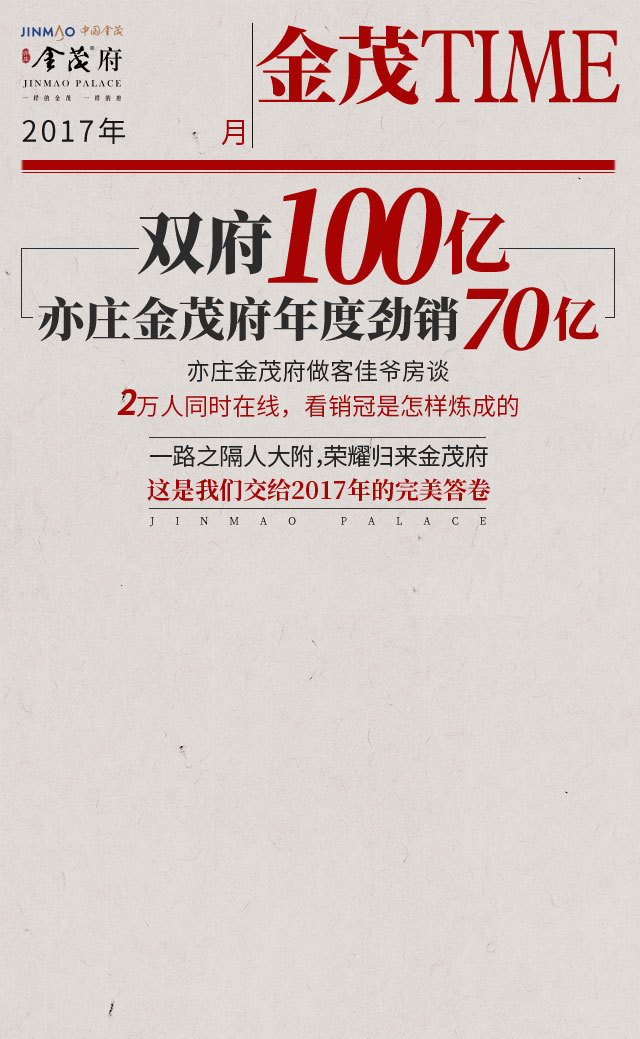 JINMAO 中国金茂
亦庄 金茂府®
JINMAO PALACE
一样的金茂 一样的府
2017年 月
金茂TIME
双府100亿
亦庄金茂府年度劲销70亿
亦庄金茂府做客佳爷房谈
2万人同时在线，看销冠是怎样炼成的
一路之隔人大附，荣耀归来金茂府
这是我们交给2017年的完美答卷
JINMAO PALACE